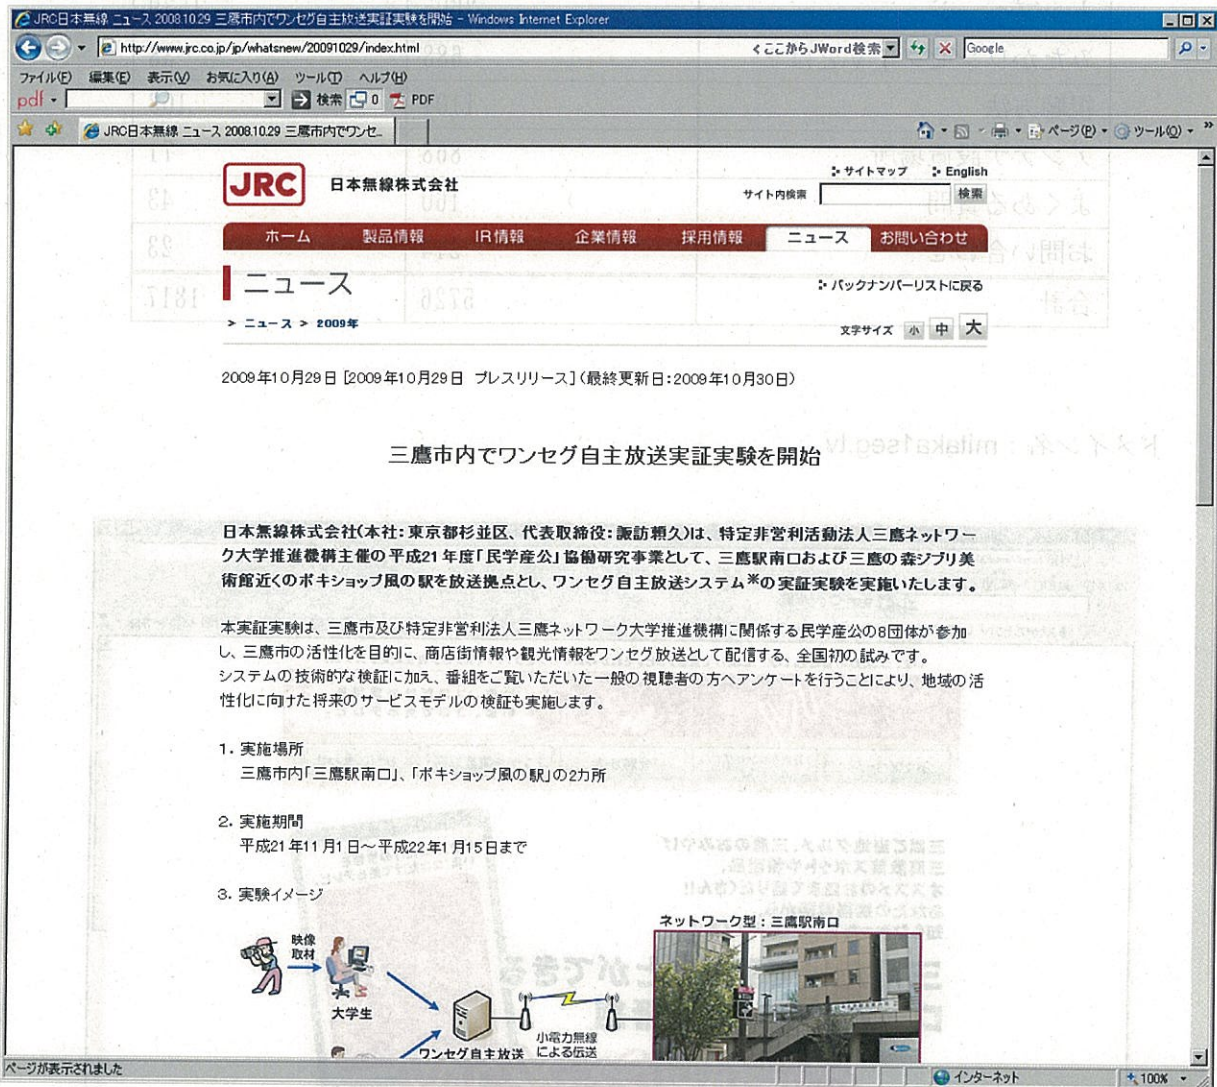 JRC日本無線 ニュース 2008.10.29 三鷹市内でワンセグ自主放送実証実験を開始 - Windows Internet Explorer
http://www.jrc.co.jp/jp/whatsnew/20091029/index.html
ここからJWord検索
Google
ファイル(F) 編集(E) 表示(V) お気に入り(A) ツール(T) ヘルプ(H)
pdf 検索 0 PDF
JRC日本無線 ニュース 2008.10.29 三鷹市内でワンセ...
ページ(P) ツール(O)
サイトマップ English
JRC 日本無線株式会社
サイト内検索 検索
ホーム 製品情報 IR情報 企業情報 採用情報 ニュース お問い合わせ
ニュース
バックナンバーリストに戻る
> ニュース > 2009年
文字サイズ 小 中 大
2009年10月29日 [2009年10月29日 プレスリリース](最終更新日:2009年10月30日)
三鷹市内でワンセグ自主放送実証実験を開始
日本無線株式会社(本社:東京都杉並区、代表取締役:諏訪頼久)は、特定非営利活動法人三鷹ネットワー
ク大学推進機構主催の平成21年度「民学産公」協働研究事業として、三鷹駅南口および三鷹の森ジブリ美
術館近くのポキショップ風の駅を放送拠点とし、ワンセグ自主放送システム※の実証実験を実施いたします。
本実証実験は、三鷹市及び特定非営利法人三鷹ネットワーク大学推進機構に関係する民学産公の8団体が参加
し、三鷹市の活性化を目的に、商店街情報や観光情報をワンセグ放送として配信する、全国初の試みです。
システムの技術的な検証に加え、番組をご覧いただいた一般の視聴者の方へアンケートを行うことにより、地域の活
性化に向けた将来のサービスモデルの検証も実施します。
1. 実施場所
三鷹市内「三鷹駅南口」、「ポキショップ風の駅」の2カ所
2. 実施期間
平成21年11月1日～平成22年1月15日まで
3. 実験イメージ
ネットワーク型:三鷹駅南口
映像
取材
大学生
ワンセグ自主放送
小電力無線
による伝送
ページが表示されました
インターネット
100%